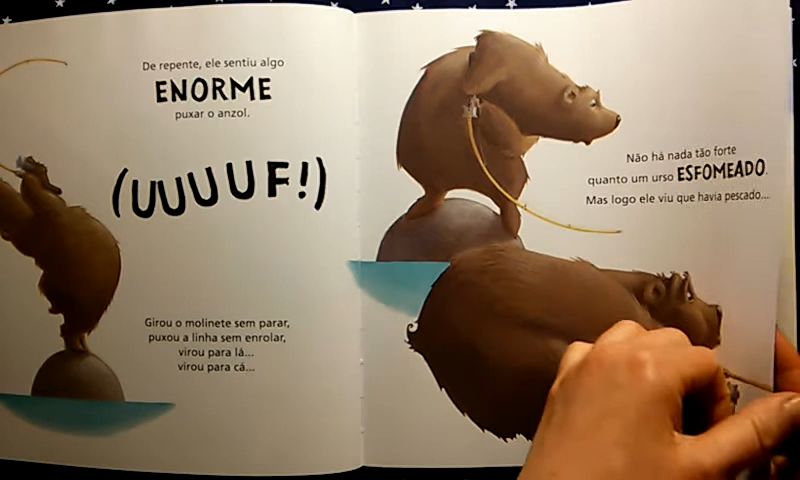 De repente, ele sentiu algo
ENORME
puxar o anzol.
(UUUUF!)
Girou o molinete sem parar,
puxou a linha sem enrolar,
virou para lá...
virou para cá...
Não há nada tão forte
quanto um urso ESFOMEADO.
Mas logo ele viu que havia pescado...